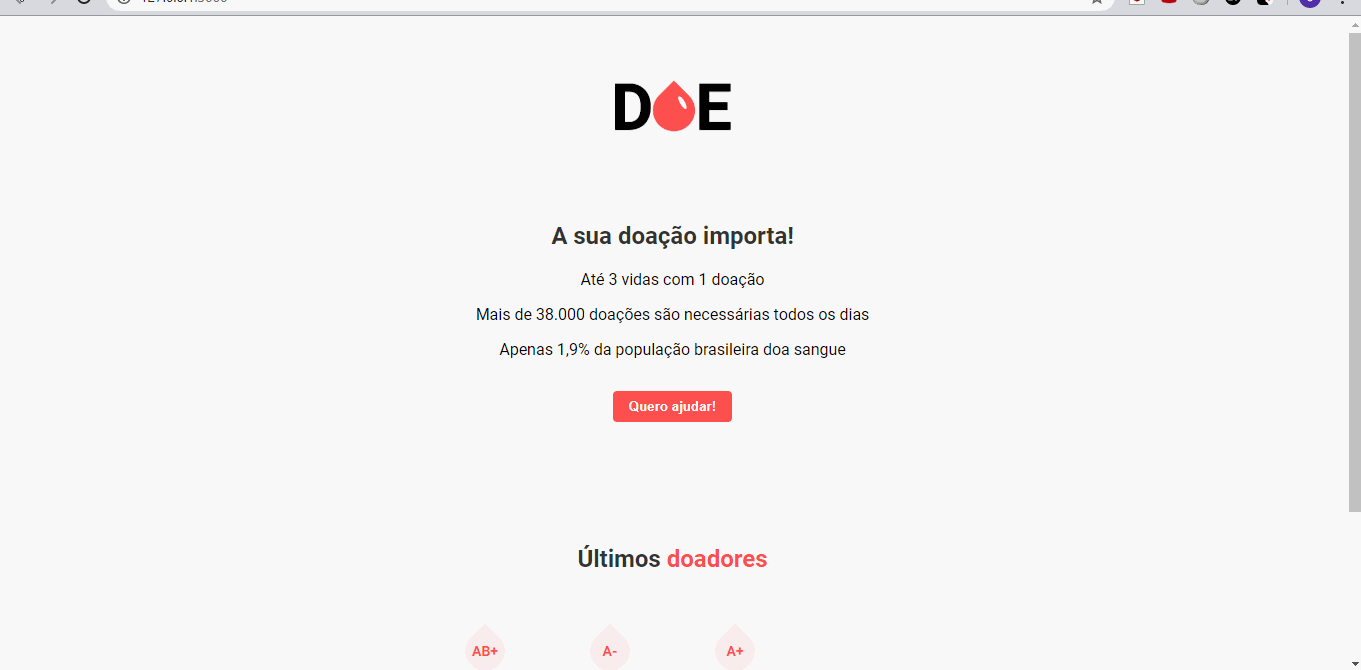 D E
A sua doação importa!
Até 3 vidas com 1 doação
Mais de 38.000 doações são necessárias todos os dias
Apenas 1,9% da população brasileira doa sangue
Quero ajudar!
Últimos doadores
AB+ A- A+